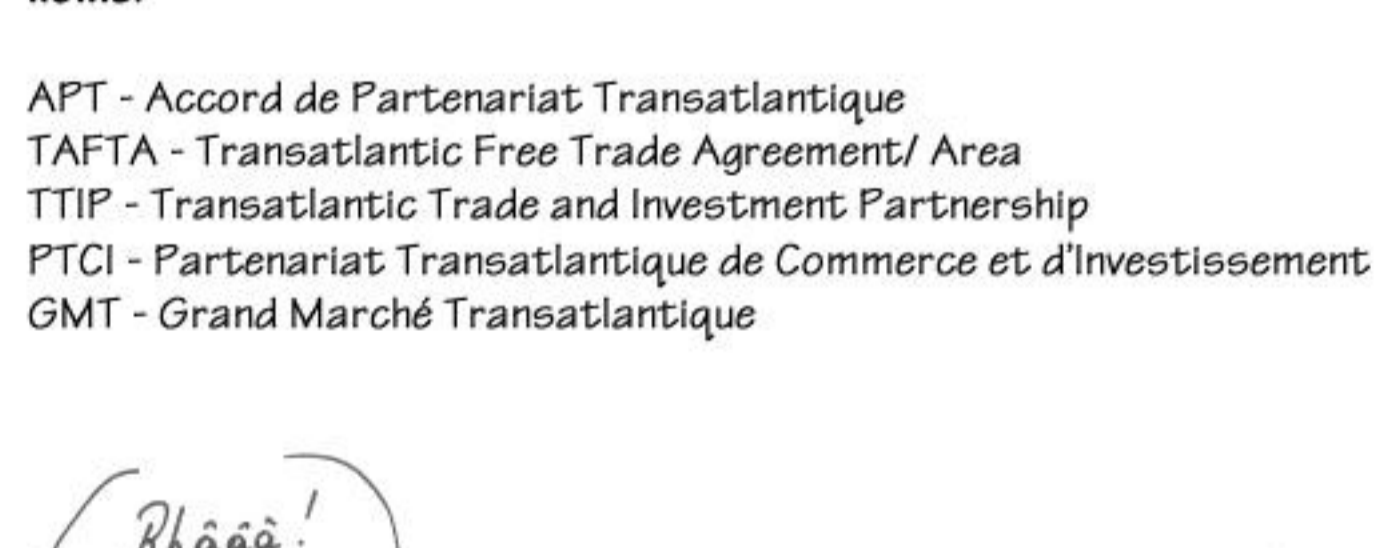 APT - Accord de Partenariat Transatlantique
TAFTA - Transatlantic Free Trade Agreement/ Area
TTIP - Transatlantic Trade and Investment Partnership
PTCI - Partenariat Transatlantique de Commerce et d'Investissement
GMT - Grand Marché Transatlantique
Rhâââ!